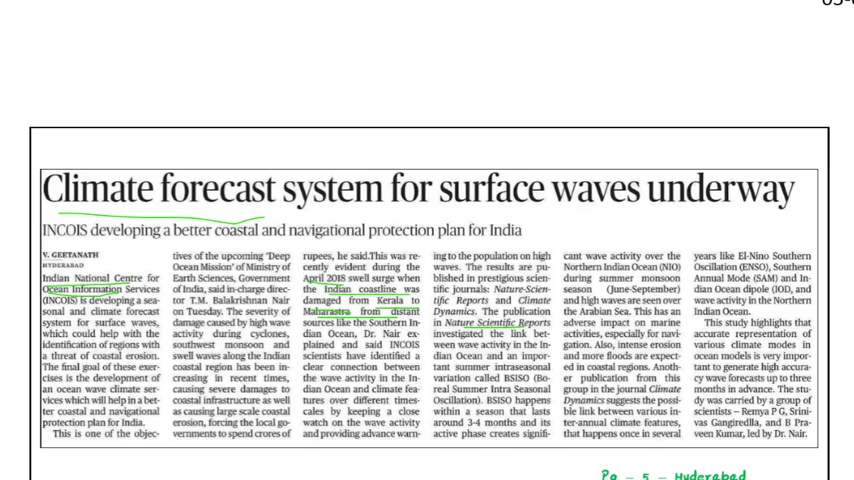 Climate forecast system for surface waves underway
INCOIS developing a better coastal and navigational protection plan for India
V. GEETANATH
HYDERABAD
Indian National Centre for
Ocean Information Services
(INCOIS) is developing a sea-
sonal and climate forecast
system for surface waves,
which could help with the
identification of regions with
a threat of coastal erosion.
The final goal of these exer-
cises is the development of
an ocean wave climate ser-
vices which will help in a bet-
ter coastal and navigational
protection plan for India.
This is one of the objec-
tives of the upcoming 'Deep
Ocean Mission' of Ministry of
Earth Sciences, Government
of India, said in-charge direc-
tor T.M. Balakrishnan Nair
on Tuesday. The severity of
damage caused by high wave
activity during cyclones,
southwest monsoon and
swell waves along the Indian
coastal region has been in-
creasing in recent times,
causing severe damages to
coastal infrastructure as well
as causing large scale coastal
erosion, forcing the local go-
vernments to spend crores of
rupees, he said.This was re-
cently evident during the
April 2018 swell surge when
the Indian coastline was
damaged from Kerala to
Maharastra from distant
sources like the Southern In-
dian Ocean, Dr. Nair ex-
plained and said INCOIS
scientists have identified a
clear connection between
the wave activity in the In-
dian Ocean and climate fea-
tures over different times-
cales by keeping a close
watch on the wave activity
and providing advance warn-
ing to the population on high
waves. The results are pu-
blished in prestigious scien-
tific journals: Nature-Scien-
tific Reports and Climate
Dynamics. The publication
in Nature Scientific Reports
investigated the link bet-
ween wave activity in the In-
dian Ocean and an impor-
tant summer intraseasonal
variation called BSISO (Bo-
real Summer Intra Seasonal
Oscillation). BSISO happens
within a season that lasts
around 3-4 months and its
active phase creates signifi-
cant wave activity over the
Northern Indian Ocean (NIO)
during summer monsoon
season (June-September)
and high waves are seen over
the Arabian Sea. This has an
adverse impact on marine
activities, especially for navi-
gation. Also, intense erosion
and more floods are expect-
ed in coastal regions. Anoth-
er publication from this
group in the journal Climate
Dynamics suggests the possi-
ble link between various in-
ter-annual climate features,
that happens once in several
years like El-Nino Southern
Oscillation (ENSO), Southern
Annual Mode (SAM) and In-
dian Ocean dipole (IOD, and
wave activity in the Northern
Indian Ocean.
This study highlights that
accurate representation of
various climate modes in
ocean models is very impor-
tant to generate high accura-
cy wave forecasts up to three
months in advance. The stu-
dy was carried by a group of
scientists – Remya P G, Srini-
vas Gangiredlla, and B Pra-
veen Kumar, led by Dr. Nair.
Pg - 5 - Hyderabad